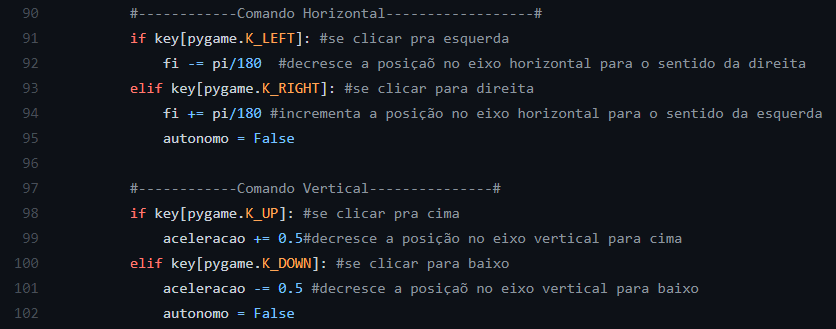 90 #------------Comando Horizontal------------------#
91 if key[pygame.K_LEFT]: #se clicar pra esquerda
92 fi -= pi/180  #decresce a posiçaõ no eixo horizontal para o sentido da direita
93 elif key[pygame.K_RIGHT]: #se clicar para direita
94 fi += pi/180 #incrementa a posição no eixo horizontal para o sentido da esquerda
95 autonomo = False
96
97 #------------Comando Vertical---------------#
98 if key[pygame.K_UP]: #se clicar pra cima
99 aceleracao += 0.5#decresce a posição no eixo vertical para cima
100 elif key[pygame.K_DOWN]: #se clicar para baixo
101 aceleracao -= 0.5 #decresce a posiçaõ no eixo vertical para baixo
102 autonomo = False